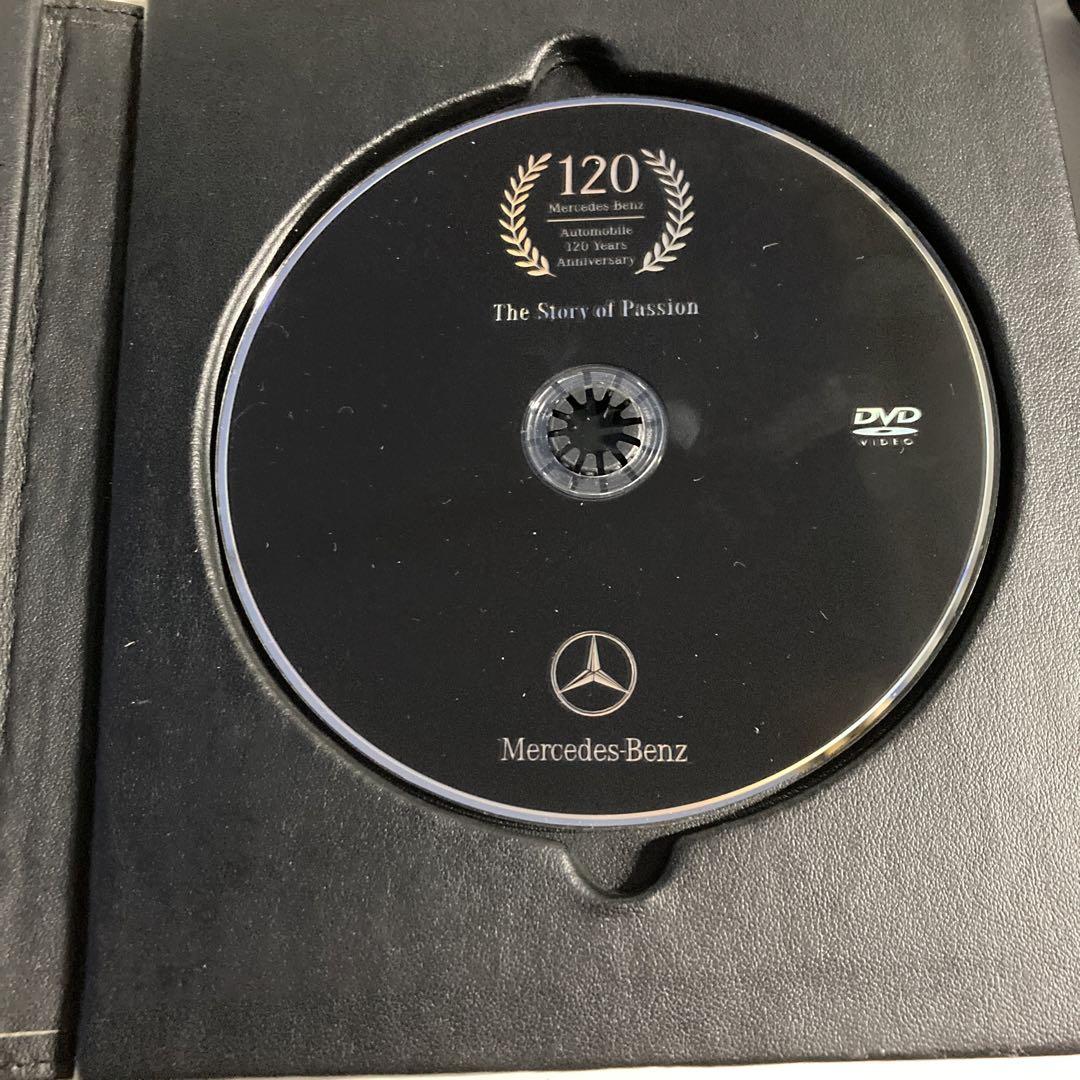 120
Mercedes-Benz
Automobile
120 Years
Anniversary
The Story of Passion
DVD
VIDEO
Mercedes-Benz